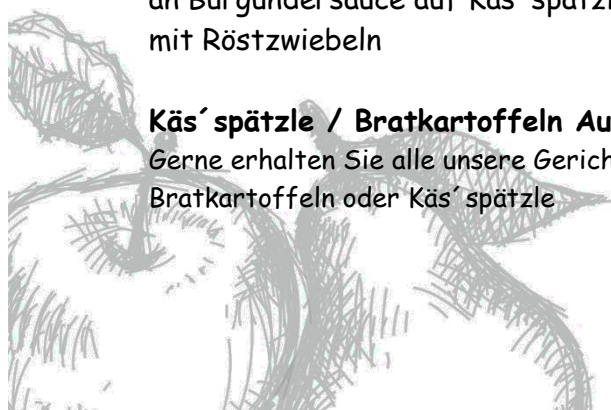 an Burgundersauce auf Käs´spätzl
mit Röstzwiebeln
Käs´spätzle / Bratkartoffeln Au
Gerne erhalten Sie alle unsere Gerich
Bratkartoffeln oder Käs´spätzle